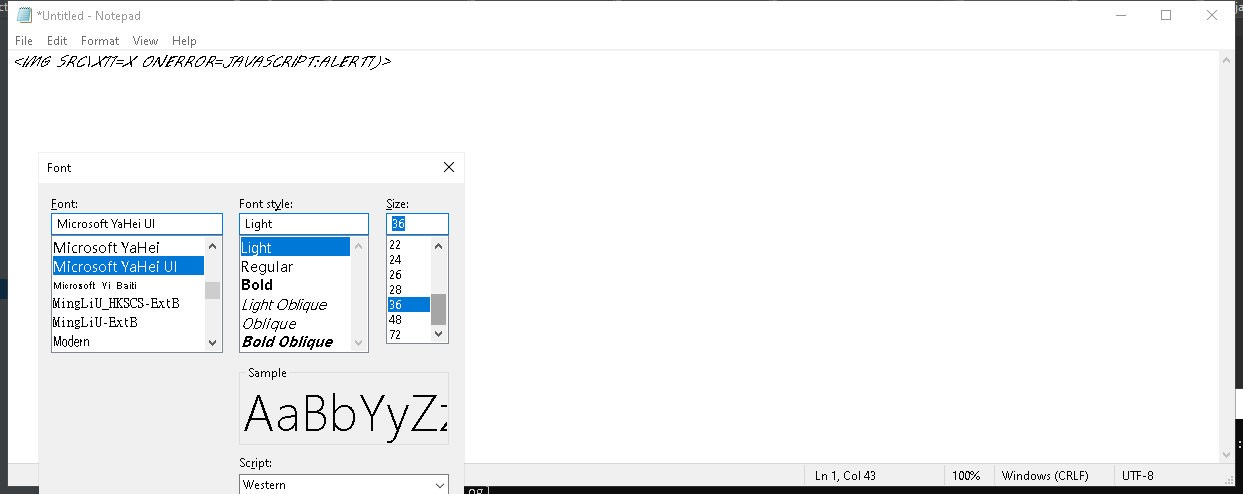 *Untitled - Notepad
File Edit Format View Help
<IMG SRC\XTT=X ONERROR=JAVASCRIPT:ALERT1)>
Font
Font: Font style: Size:
Microsoft YaHei UI Light 36
Microsoft YaHei Light 22
Microsoft YaHei UI Regular 24
Microsoft Yi Baiti Bold 26
MingLiU_HKSCS-ExtB Light Oblique 28
MingLiU-ExtB Oblique 36
Modern Bold Oblique 48
72
Sample
AaBbYyZz
Script:
Western
Ln 1, Col 43 100% Windows (CRLF) UTF-8